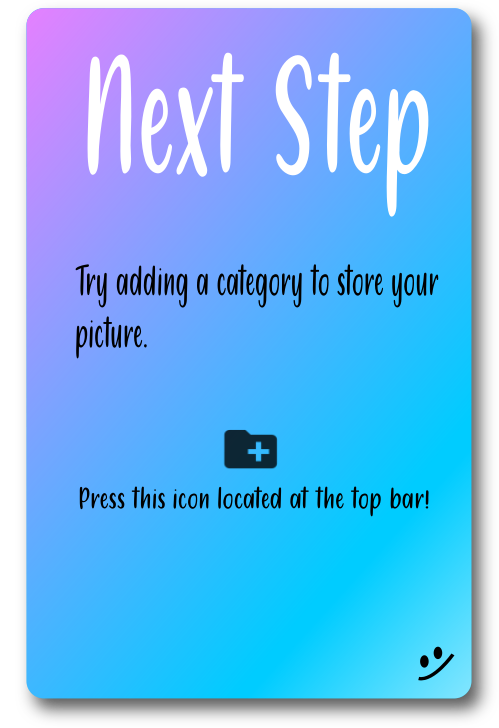 Next Step
Try adding a category to store your
picture.
Press this icon located at the top bar!